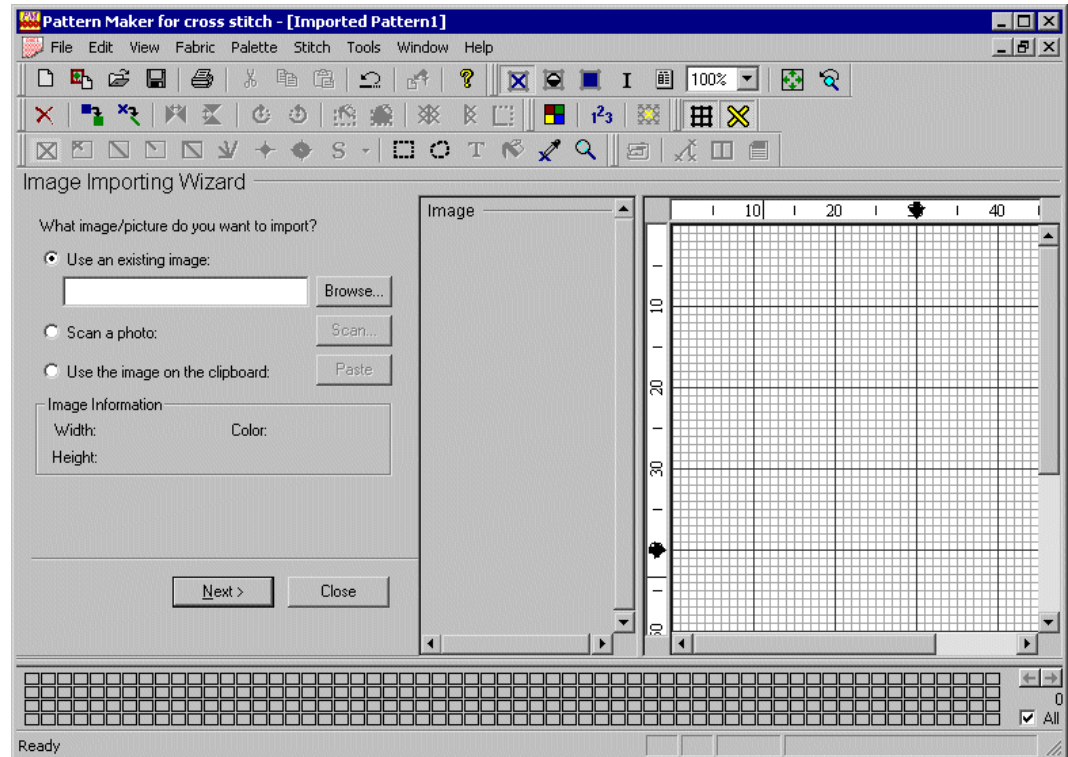 Pattern Maker for cross stitch - [Imported Pattern1]
File Edit View Fabric Palette Stitch Tools Window Help
I 100%
1²3
S T
Image Importing Wizard
What image/picture do you want to import?
Use an existing image:
Browse...
Scan a photo:
Scan...
Use the image on the clipboard:
Paste
Image Information
Width: Color:
Height:
Next > Close
Image
10 20 30 40
10
20
30
50
0
All
Ready